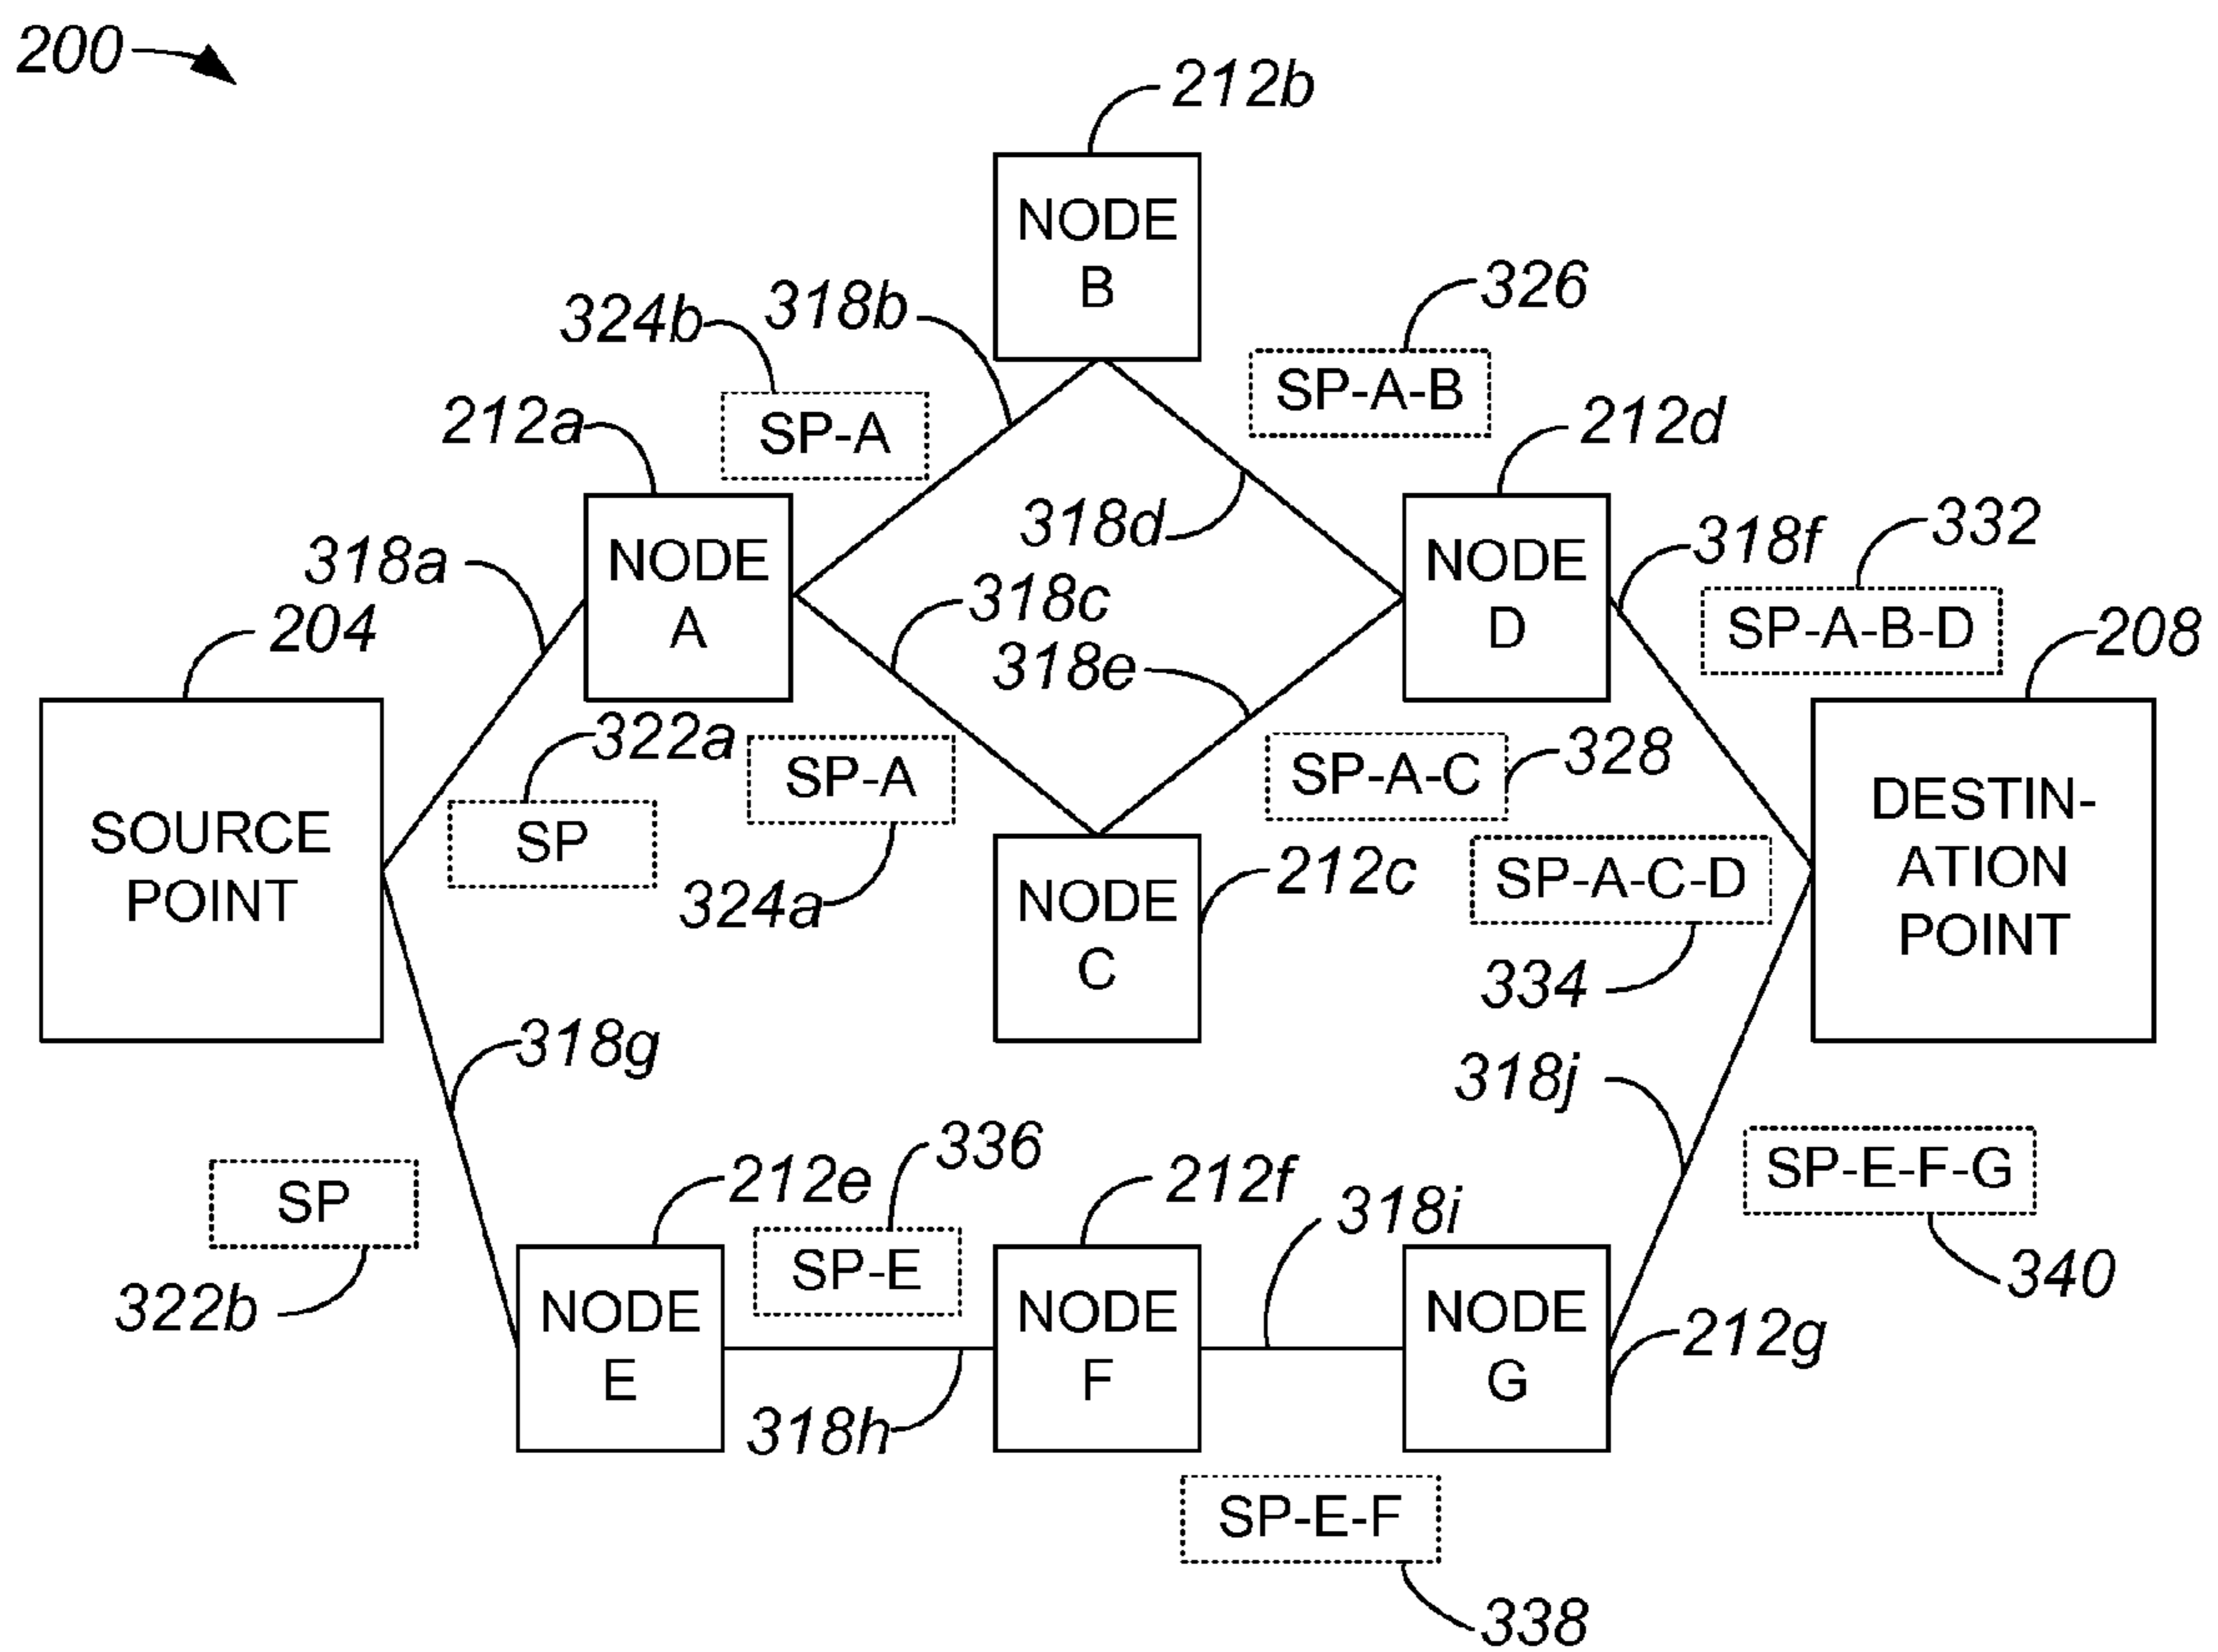 200
212b
NODE
B
326
324b
318b
SP-A-B
212a
SP-A
212d
318d
332
318a
NODE
A
NODE
D
318f
318c
SP-A-B-D
204
318e
208
322a
SP-A
SP-A-C
328
SOURCE
POINT
SP
DESTIN-
ATION
POINT
324a
NODE
C
212c
SP-A-C-D
334
318g
318j
336
SP
212e
212f
318i
SP-E-F-G
SP-E
322b
NODE
E
NODE
F
NODE
G
340
212g
318h
SP-E-F
338